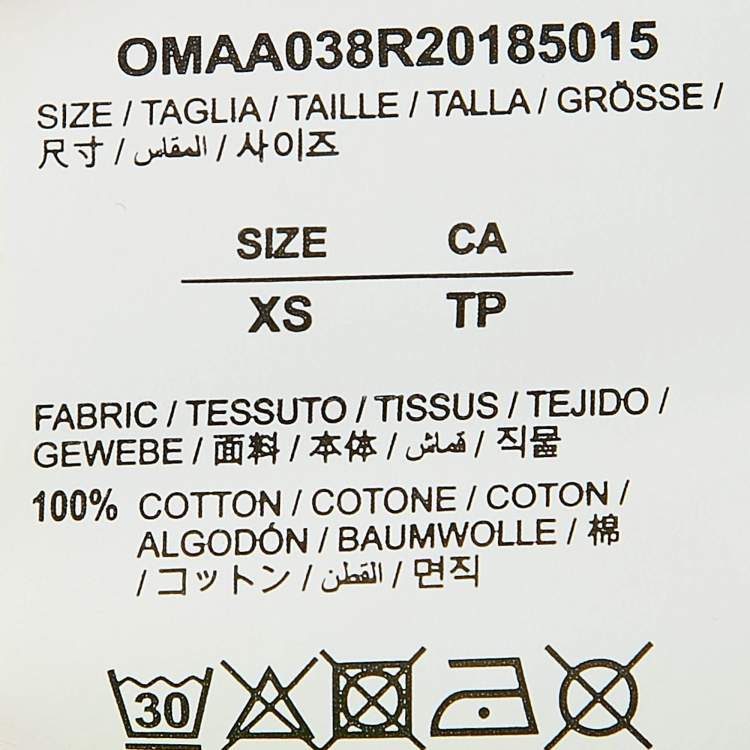 OMAA038R20185015
SIZE / TAGLIA / TAILLE / TALLA / GRÖSSE /
尺寸 / المقاس / 사이즈
SIZE CA
XS TP
FABRIC / TESSUTO / TISSUS / TEJIDO /
GEWEBE / 面料 / 本体 / قماش / 직물
100% COTTON / COTONE / COTON /
ALGODÓN / BAUMWOLLE / 棉
/ コットン / القطن / 면직
30